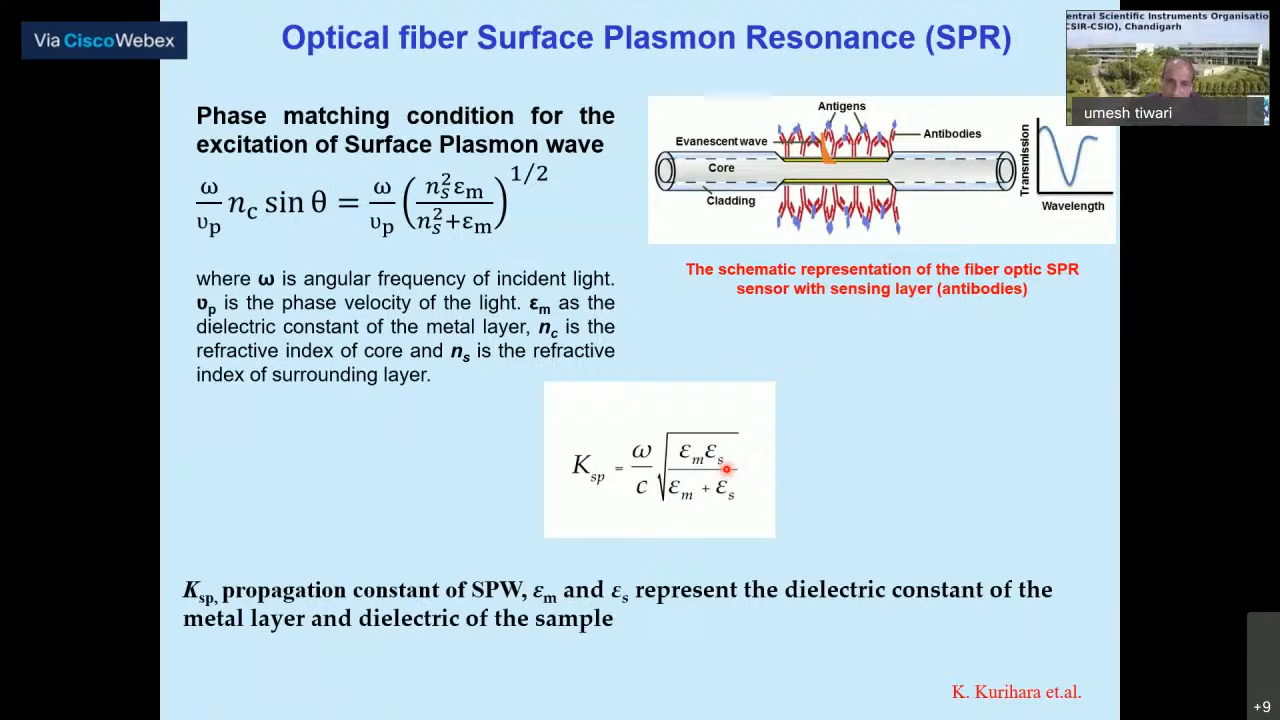 Via Cisco Webex
Optical fiber Surface Plasmon Resonance (SPR)
entral Scientific Instruments Organisatio
CSIR-CSIO), Chandigarh
umesh tiwari
Phase matching condition for the
excitation of Surface Plasmon wave
ω/υp nc sin θ = ω/υp (ns²εm/ns²+εm)^1/2
where ω is angular frequency of incident light.
υp is the phase velocity of the light. εm as the
dielectric constant of the metal layer, nc is the
refractive index of core and ns is the refractive
index of surrounding layer.
Antigens
Evanescent wave
Antibodies
Core
Cladding
Transmission
Wavelength
The schematic representation of the fiber optic SPR
sensor with sensing layer (antibodies)
Ksp = ω/c √(εmεs/εm + εs)
Ksp, propagation constant of SPW, εm and εs represent the dielectric constant of the
metal layer and dielectric of the sample
K. Kurihara et.al.
+9